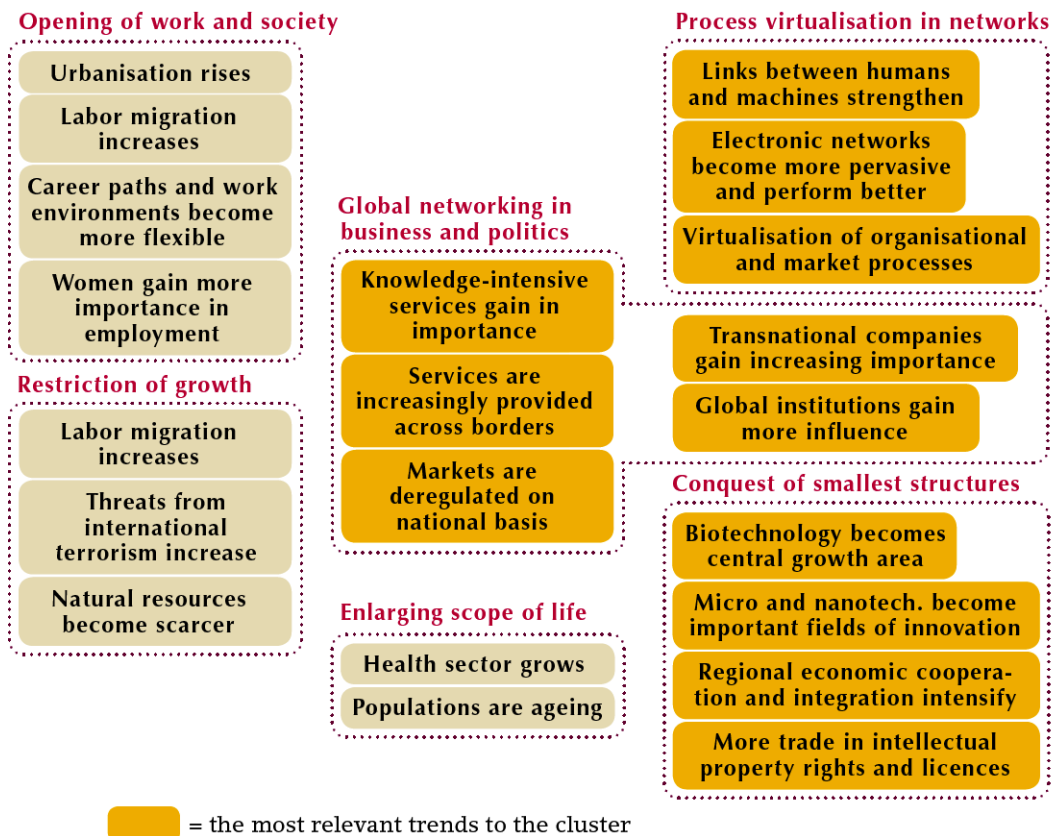 Opening of work and society
Urbanisation rises
Labor migration
increases
Career paths and work
environments become
more flexible
Women gain more
importance in
employment
Restriction of growth
Labor migration
increases
Threats from
international
terrorism increase
Natural resources
become scarcer
Global networking in
business and politics
Knowledge-intensive
services gain in
importance
Services are
increasingly provided
across borders
Markets are
deregulated on
national basis
Transnational companies
gain increasing importance
Global institutions gain
more influence
Enlarging scope of life
Health sector grows
Populations are ageing
Process virtualisation in networks
Links between humans
and machines strengthen
Electronic networks
become more pervasive
and perform better
Virtualisation of organisational
and market processes
Conquest of smallest structures
Biotechnology becomes
central growth area
Micro and nanotech. become
important fields of innovation
Regional economic coopera-
tion and integration intensify
More trade in intellectual
property rights and licences
= the most relevant trends to the cluster